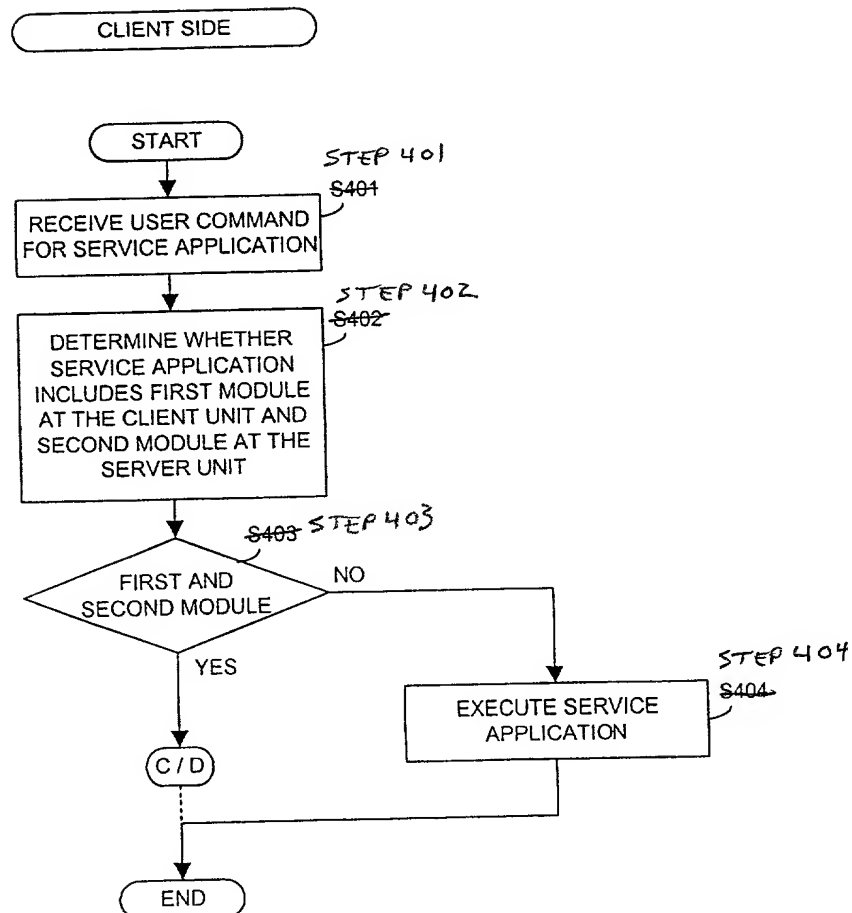 CLIENT SIDE
START
STEP 401
S401
RECEIVE USER COMMAND
FOR SERVICE APPLICATION
STEP 402
S402
DETERMINE WHETHER
SERVICE APPLICATION
INCLUDES FIRST MODULE
AT THE CLIENT UNIT AND
SECOND MODULE AT THE
SERVER UNIT
S403 STEP 403
FIRST AND
SECOND MODULE
NO
YES
STEP 404
S404
EXECUTE SERVICE
APPLICATION
C / D
END